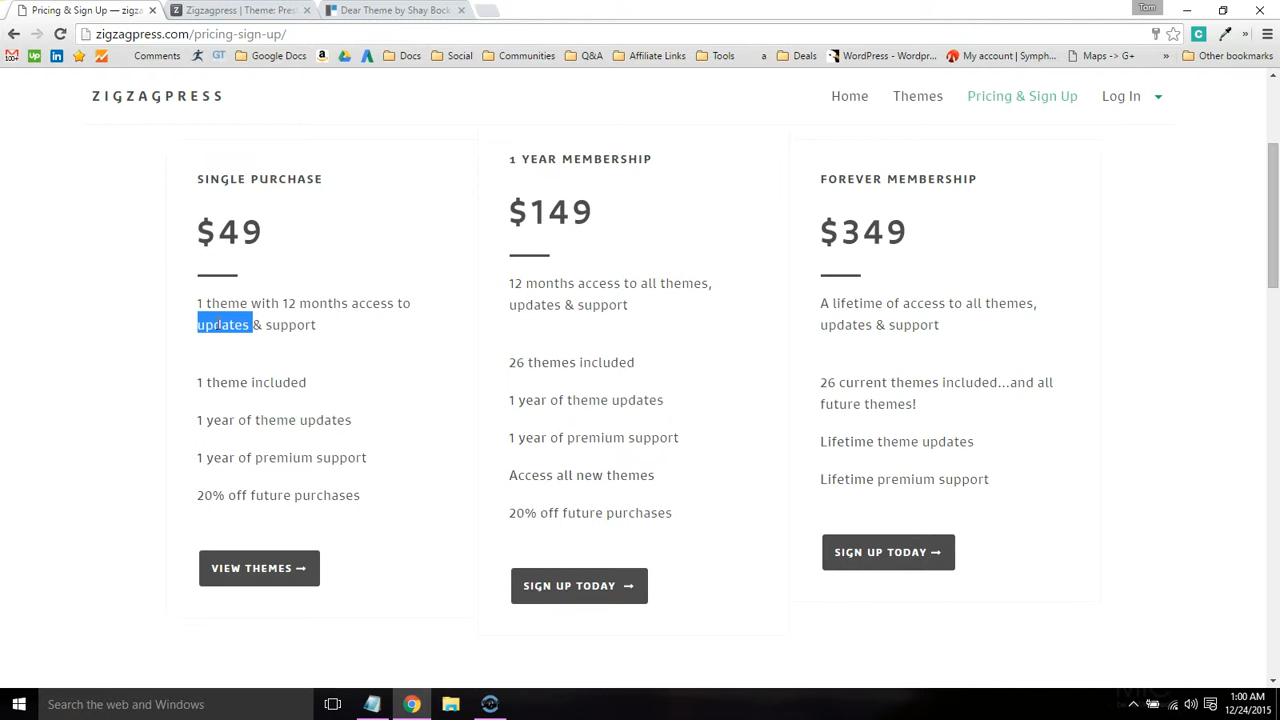 Pricing & Sign Up — zigza
Zigzagpress | Theme: Pres
Dear Theme by Shay Bock
Tom
zigzagpress.com/pricing-sign-up/
Comments
GT
Google Docs
Docs
Social
Communities
Q&A
Affiliate Links
Tools
a
Deals
WordPress - Wordpr...
My account | Symph...
Maps -> G+
»
Other bookmarks
ZIGZAGPRESS
Home
Themes
Pricing & Sign Up
Log In
SINGLE PURCHASE
$49
1 theme with 12 months access to
updates & support
1 theme included
1 year of theme updates
1 year of premium support
20% off future purchases
VIEW THEMES →
1 YEAR MEMBERSHIP
$149
12 months access to all themes,
updates & support
26 themes included
1 year of theme updates
1 year of premium support
Access all new themes
20% off future purchases
SIGN UP TODAY →
FOREVER MEMBERSHIP
$349
A lifetime of access to all themes,
updates & support
26 current themes included...and all
future themes!
Lifetime theme updates
Lifetime premium support
SIGN UP TODAY →
Search the web and Windows
1:00 AM
12/24/2015